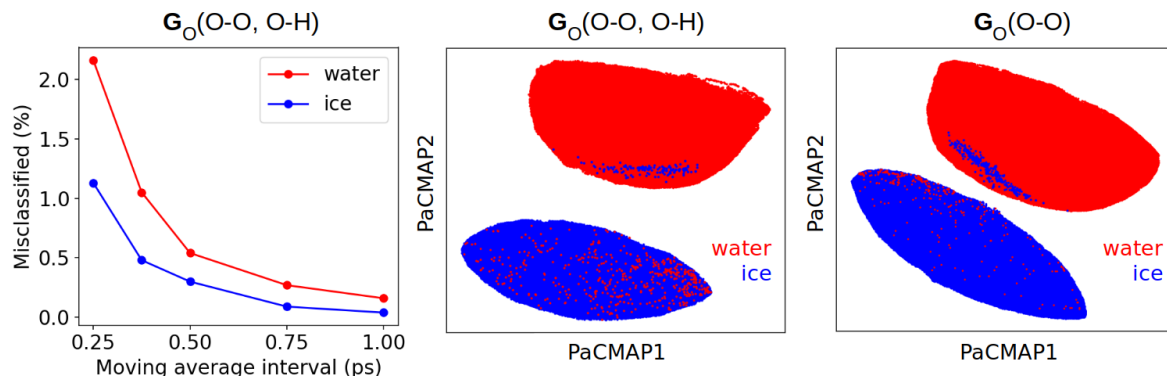 G_O(O-O, O-H)
Misclassified (%)
2.0
1.5
1.0
0.5
0.0
0.25
0.50
0.75
1.00
Moving average interval (ps)
water
ice
G_O(O-O, O-H)
PaCMAP2
water
ice
PaCMAP1
G_O(O-O)
PaCMAP2
water
ice
PaCMAP1